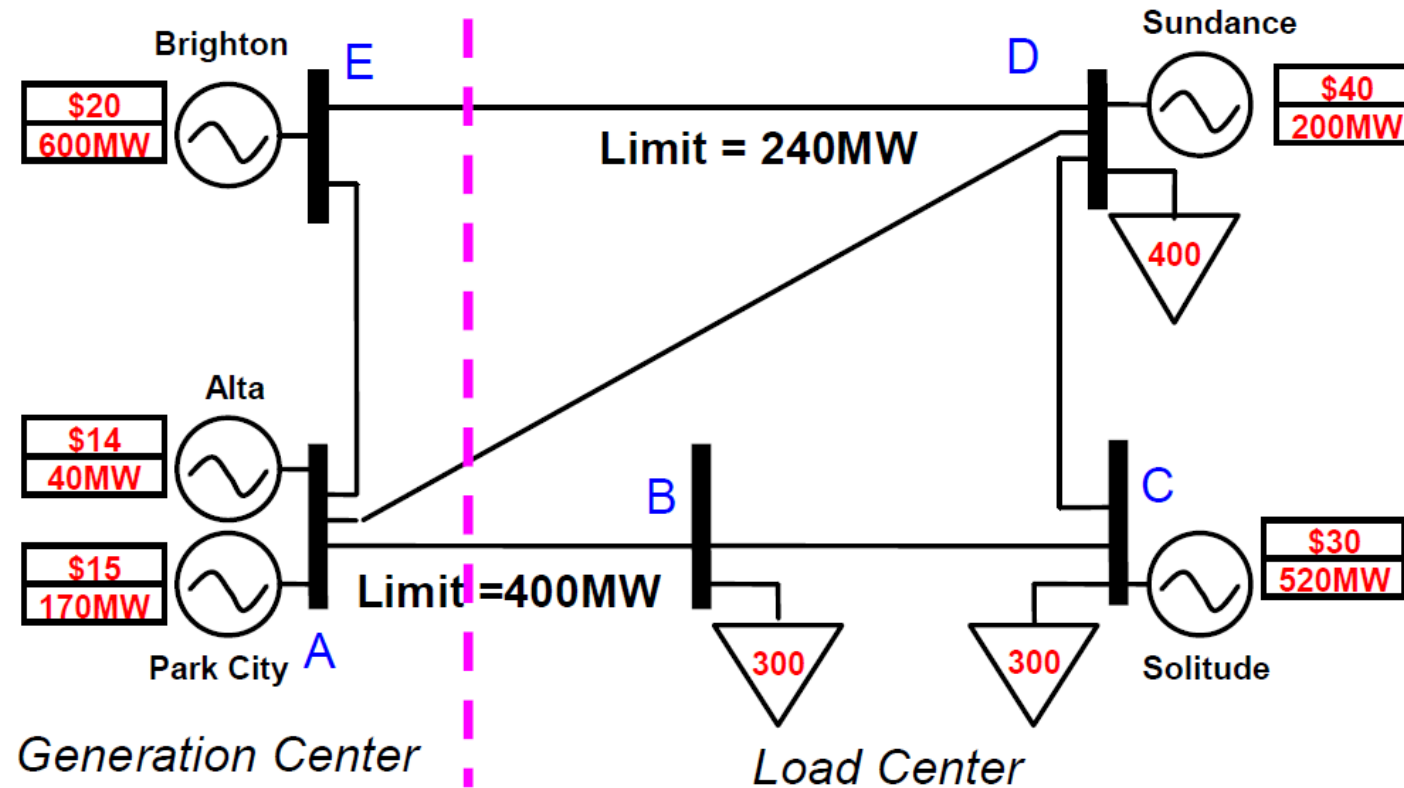 Brighton
E
$20
600MW
D
Sundance
$40
200MW
Limit = 240MW
400
Alta
$14
40MW
B
C
$15
170MW
Limit =400MW
$30
520MW
Park City
A
300
300
Solitude
Generation Center
Load Center